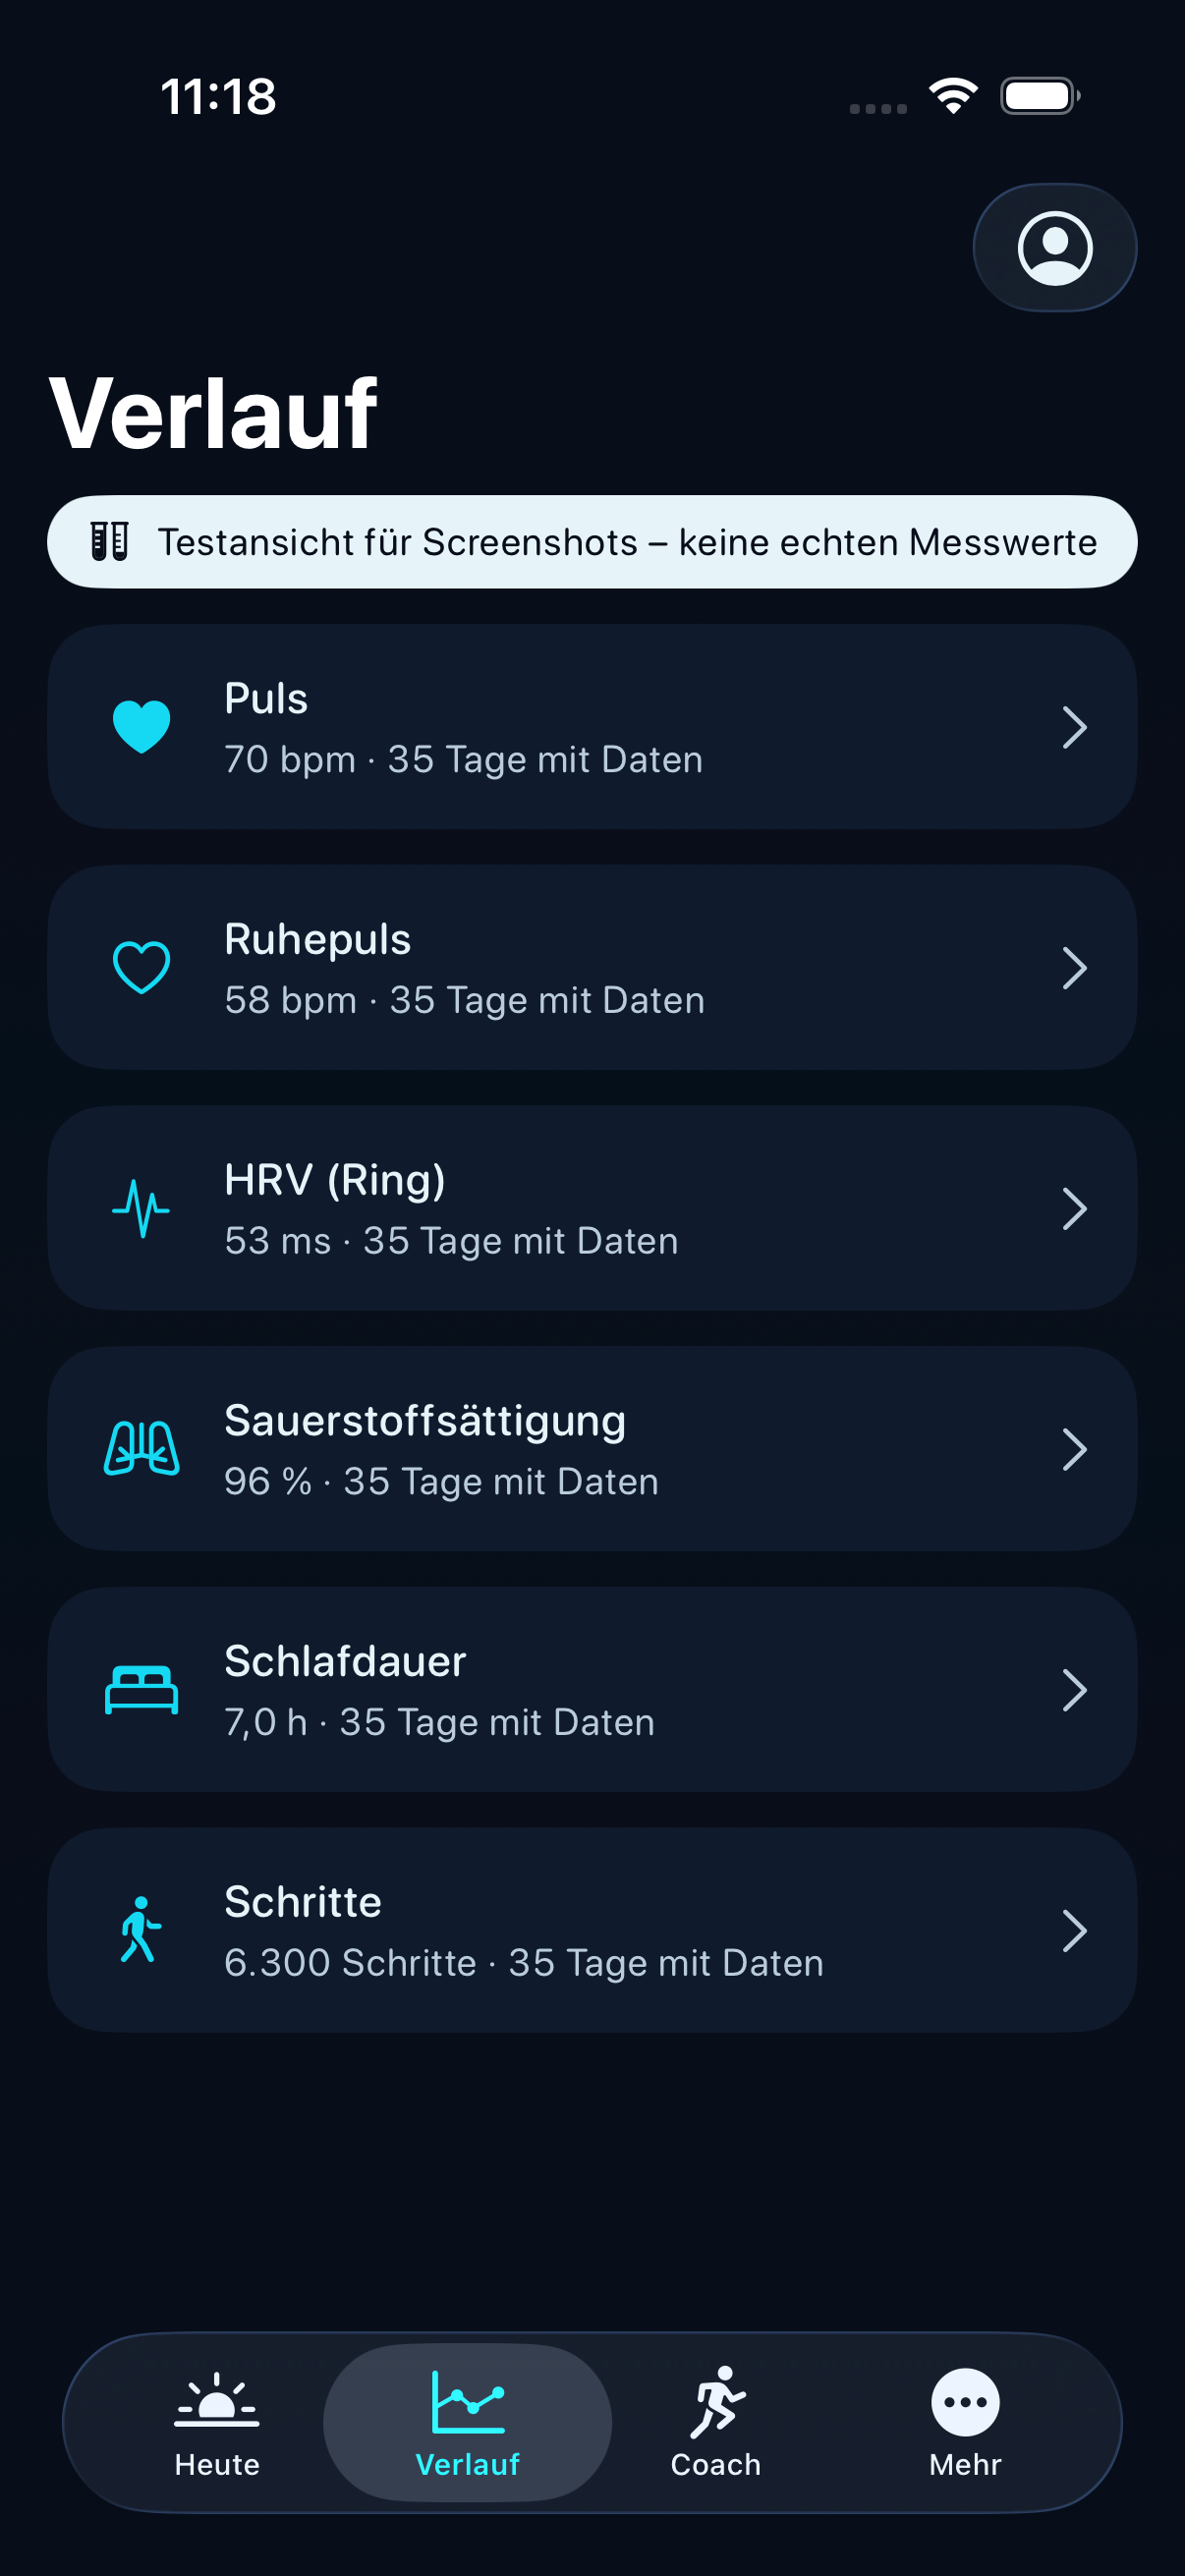 11:18
Verlauf
Testansicht für Screenshots – keine echten Messwerte
Puls
70 bpm · 35 Tage mit Daten
Ruhepuls
58 bpm · 35 Tage mit Daten
HRV (Ring)
53 ms · 35 Tage mit Daten
Sauerstoffsättigung
96 % · 35 Tage mit Daten
Schlafdauer
7,0 h · 35 Tage mit Daten
Schritte
6.300 Schritte · 35 Tage mit Daten
Heute Verlauf Coach Mehr